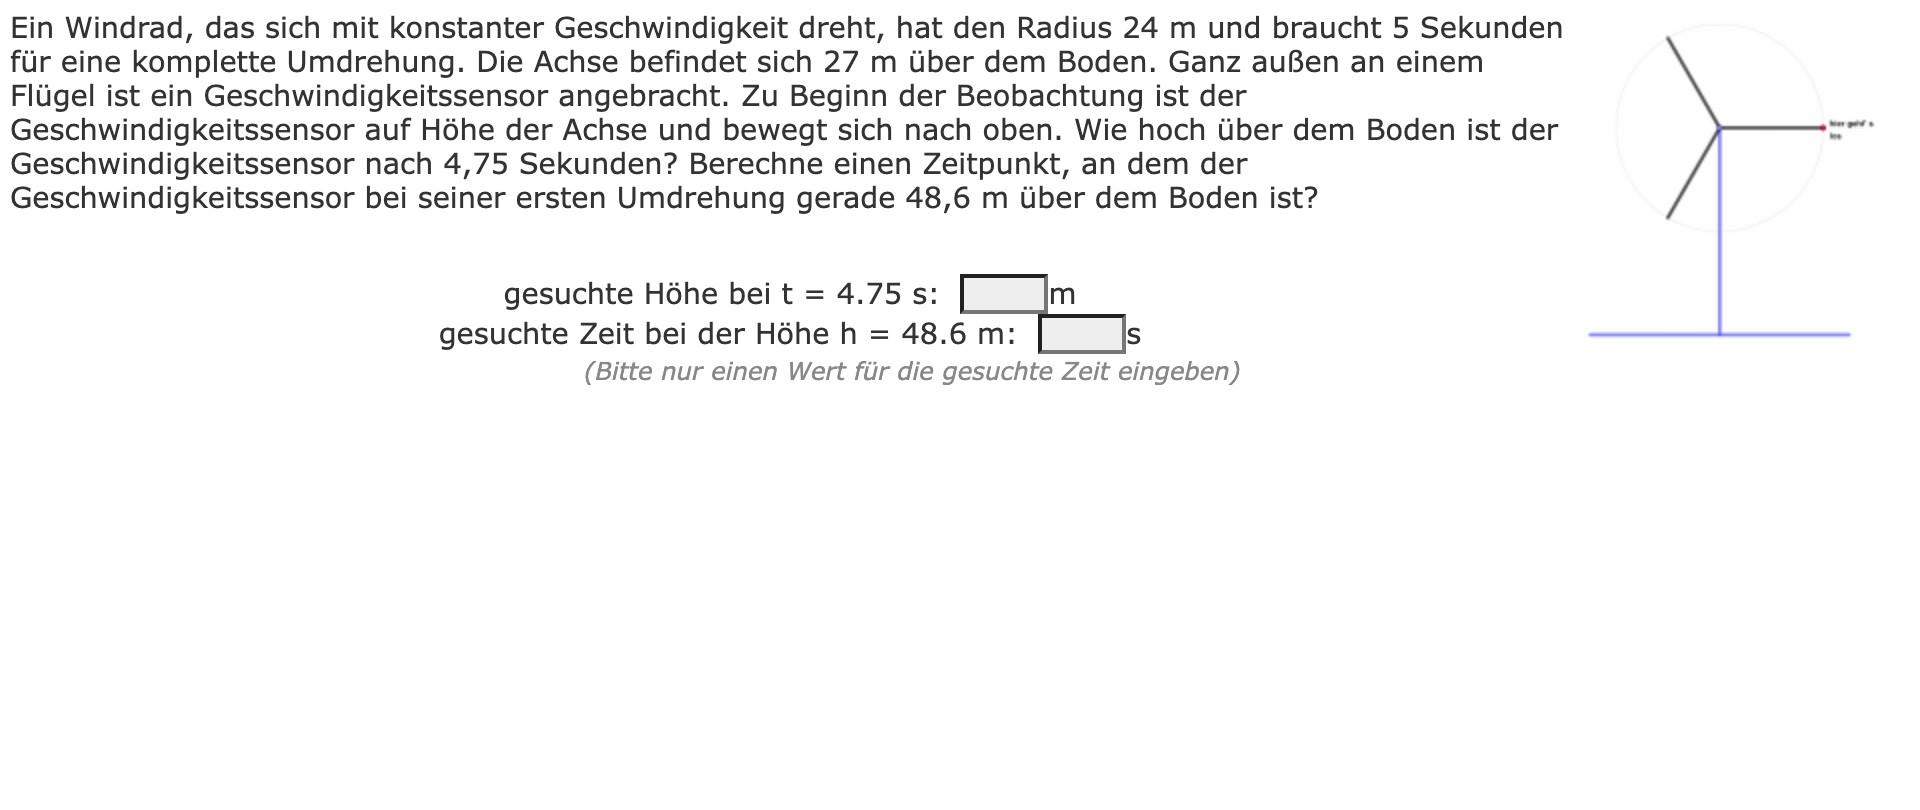 Ein Windrad, das sich mit konstanter Geschwindigkeit dreht, hat den Radius 24 m und braucht 5 Sekunden
für eine komplette Umdrehung. Die Achse befindet sich 27 m über dem Boden. Ganz außen an einem
Flügel ist ein Geschwindigkeitssensor angebracht. Zu Beginn der Beobachtung ist der
Geschwindigkeitssensor auf Höhe der Achse und bewegt sich nach oben. Wie hoch über dem Boden ist der
Geschwindigkeitssensor nach 4,75 Sekunden? Berechne einen Zeitpunkt, an dem der
Geschwindigkeitssensor bei seiner ersten Umdrehung gerade 48,6 m über dem Boden ist?
hier geht's
los
gesuchte Höhe bei t = 4.75 s: m
gesuchte Zeit bei der Höhe h = 48.6 m: s
(Bitte nur einen Wert für die gesuchte Zeit eingeben)